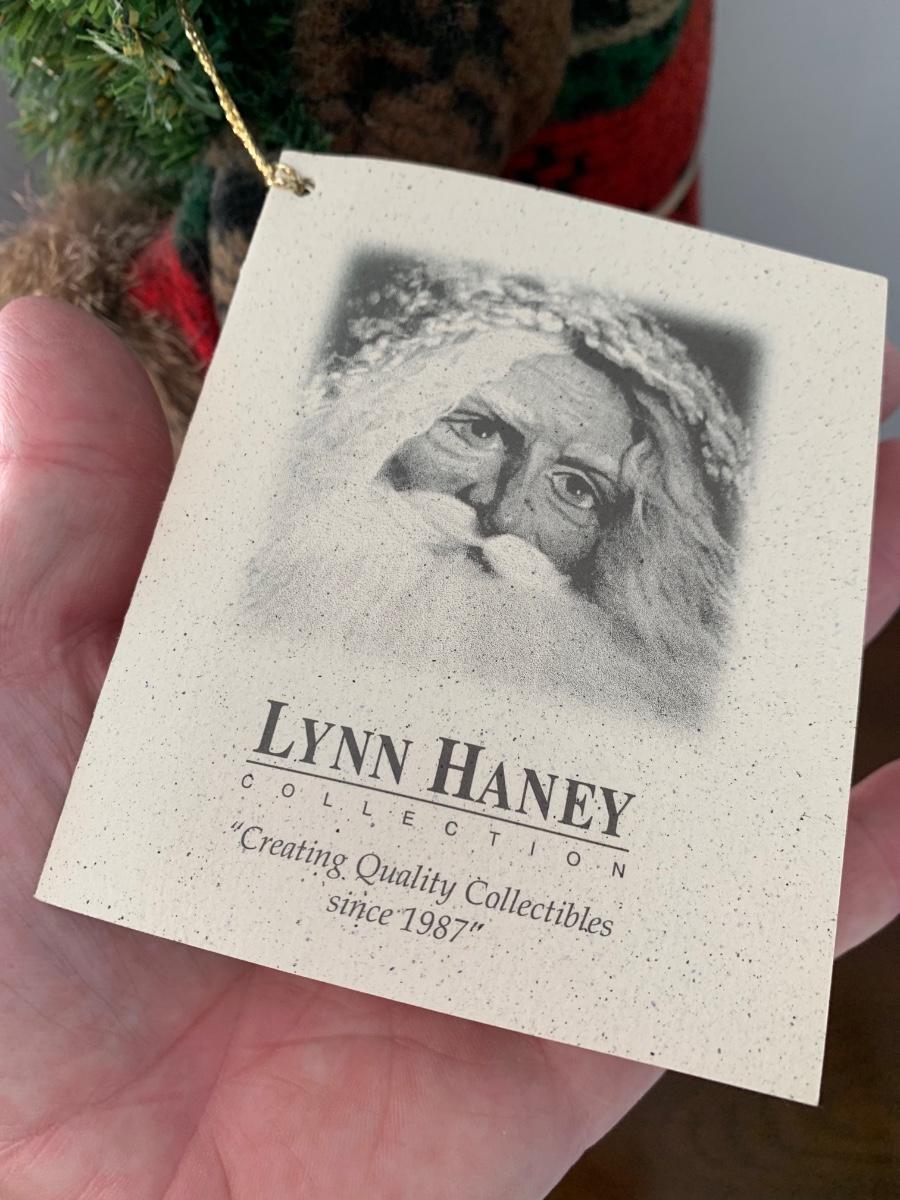 LYNN HANEY
COLLECTION
"Creating Quality Collectibles
since 1987"